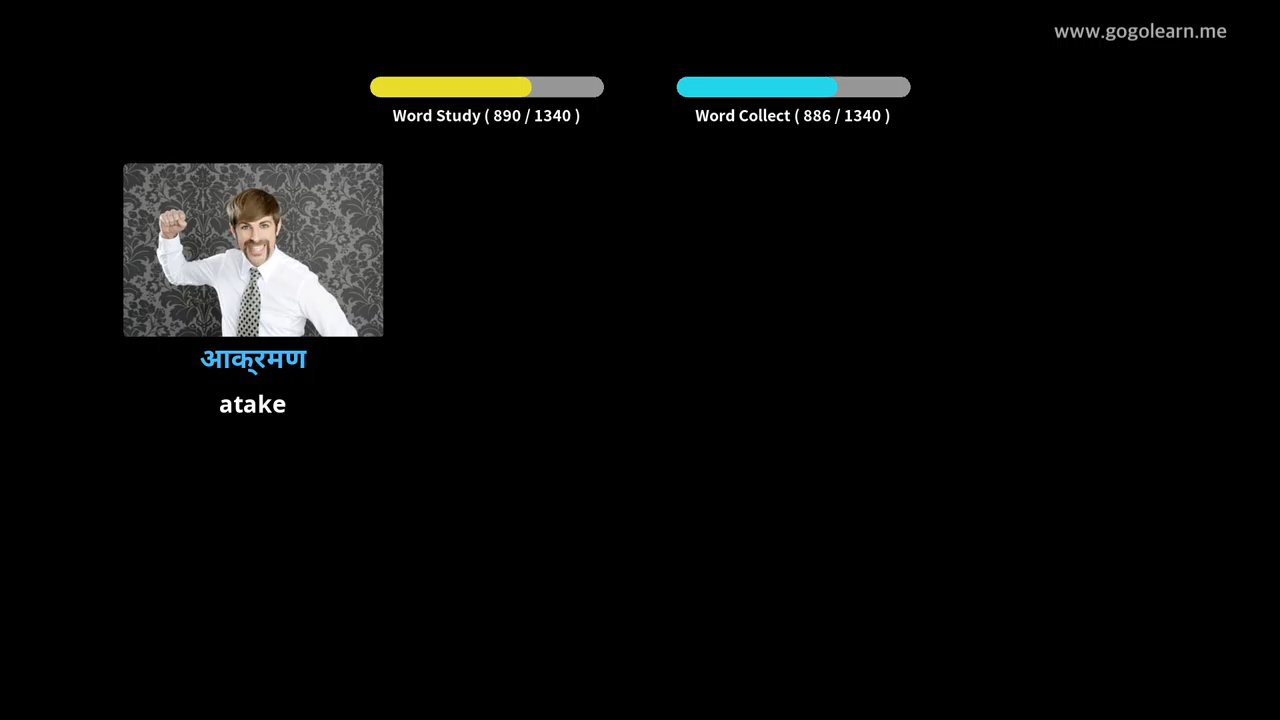 www.gogolearn.me
Word Study ( 890 / 1340 )
Word Collect ( 886 / 1340 )
आक्रमण
atake